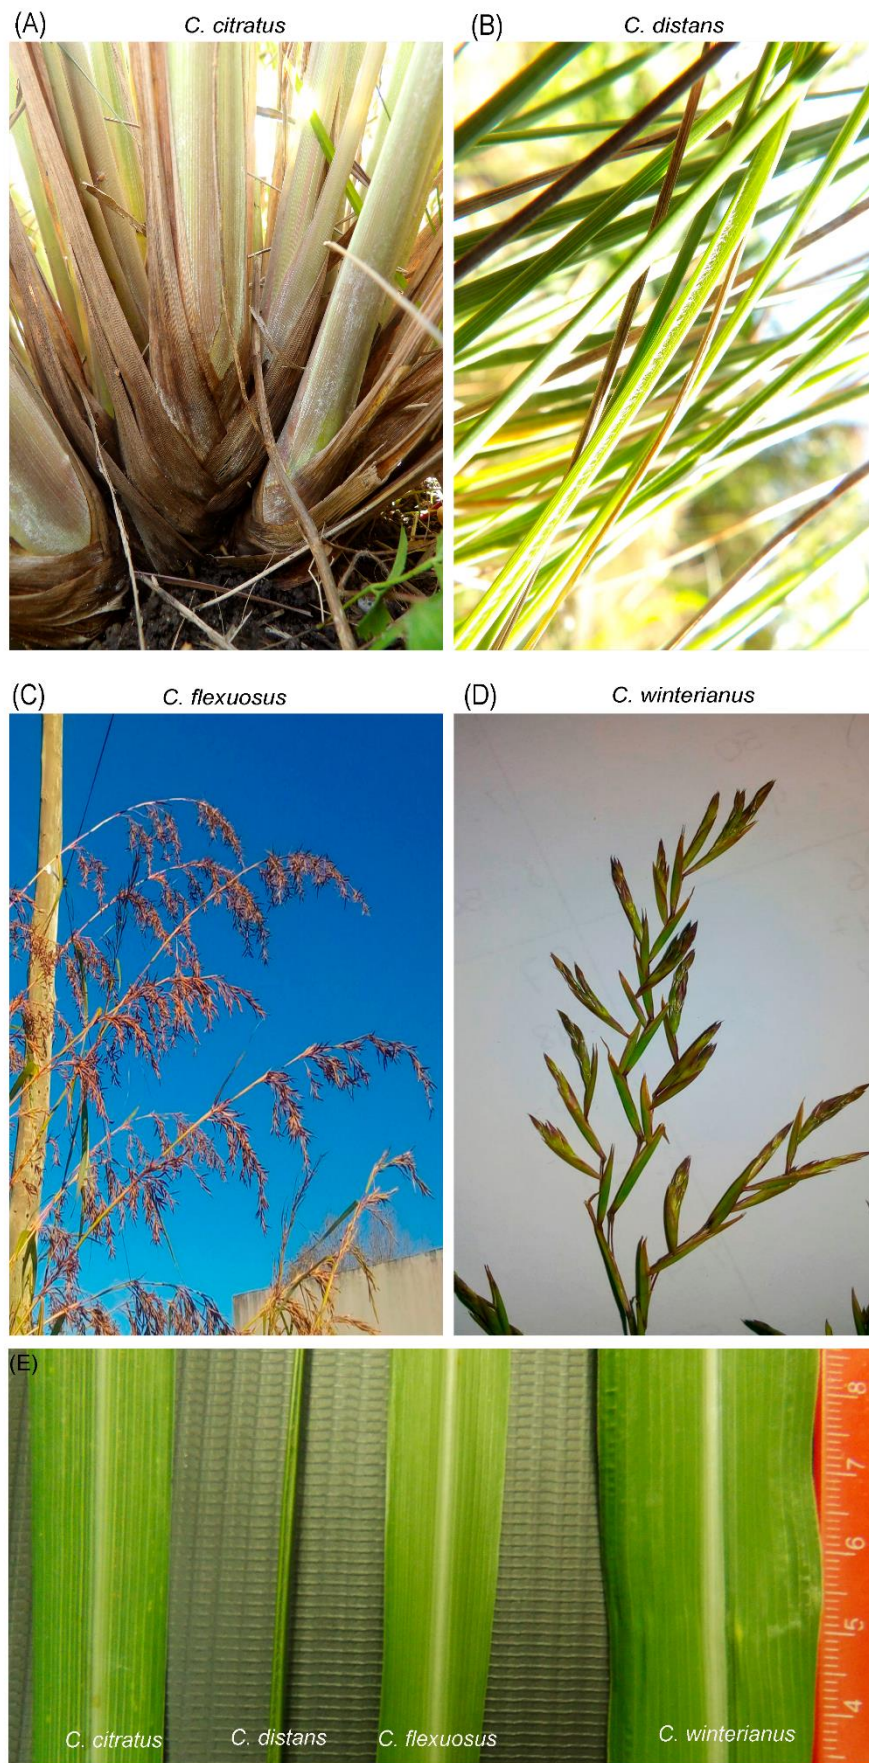 (A) C. citratus
(B) C. distans
(C) C. flexuosus
(D) C. winterianus
(E)
8
7
6
5
4
C. citratus C. distans C. flexuosus C. winterianus